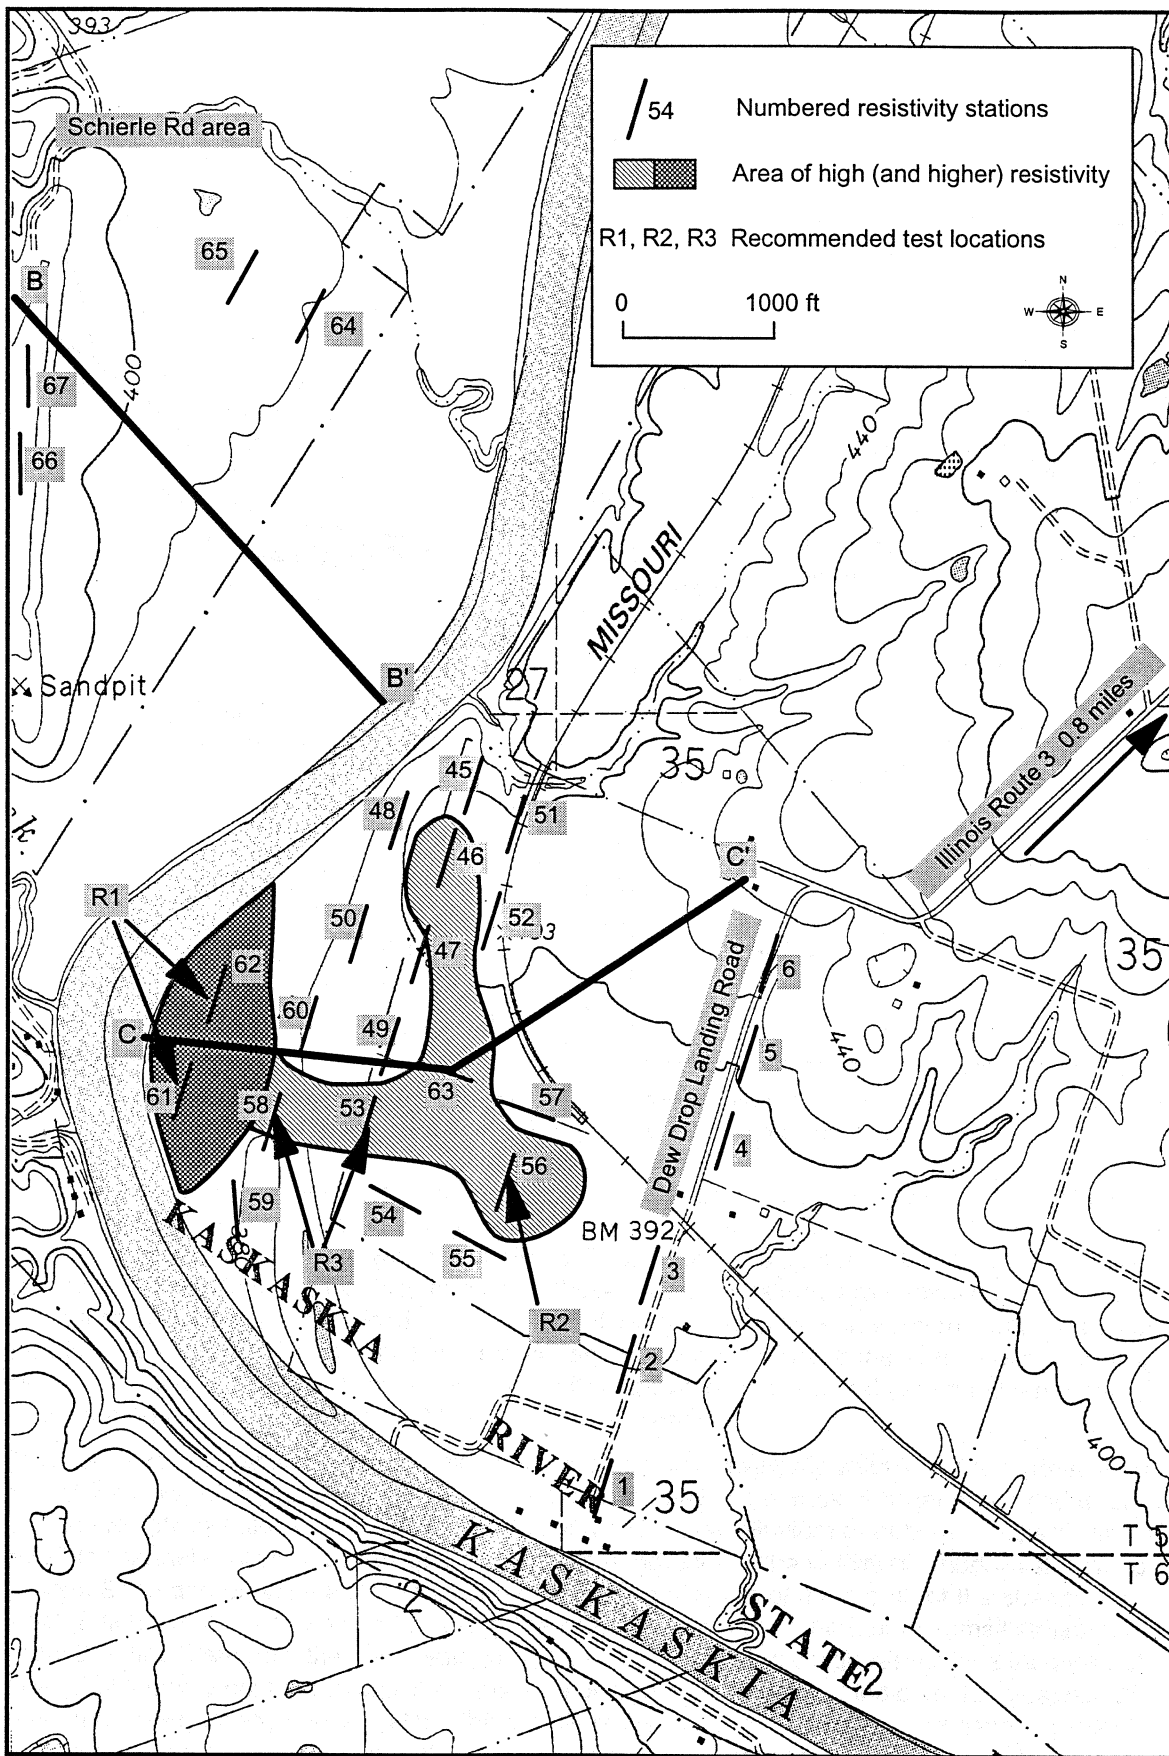 393
54 Numbered resistivity stations
Area of high (and higher) resistivity
R1, R2, R3 Recommended test locations
0 1000 ft
N
W E
S
Schierle Rd area
65
B
64
67
400
66
440
MISSOURI
B'
Sandpit
27
35
Illinois Route 3 0.8 miles
45
48
51
46
C'
R1
50
52
47
62
6
35
60
49
C
5
440
Dew Drop Landing Road
61
58
53
63
57
4
56
59
54
KASKASKIA
BM 392
55
R3
3
R2
2
RIVER
400
1
35
T 5
T 6
KASKASKIA
2
STATE
2